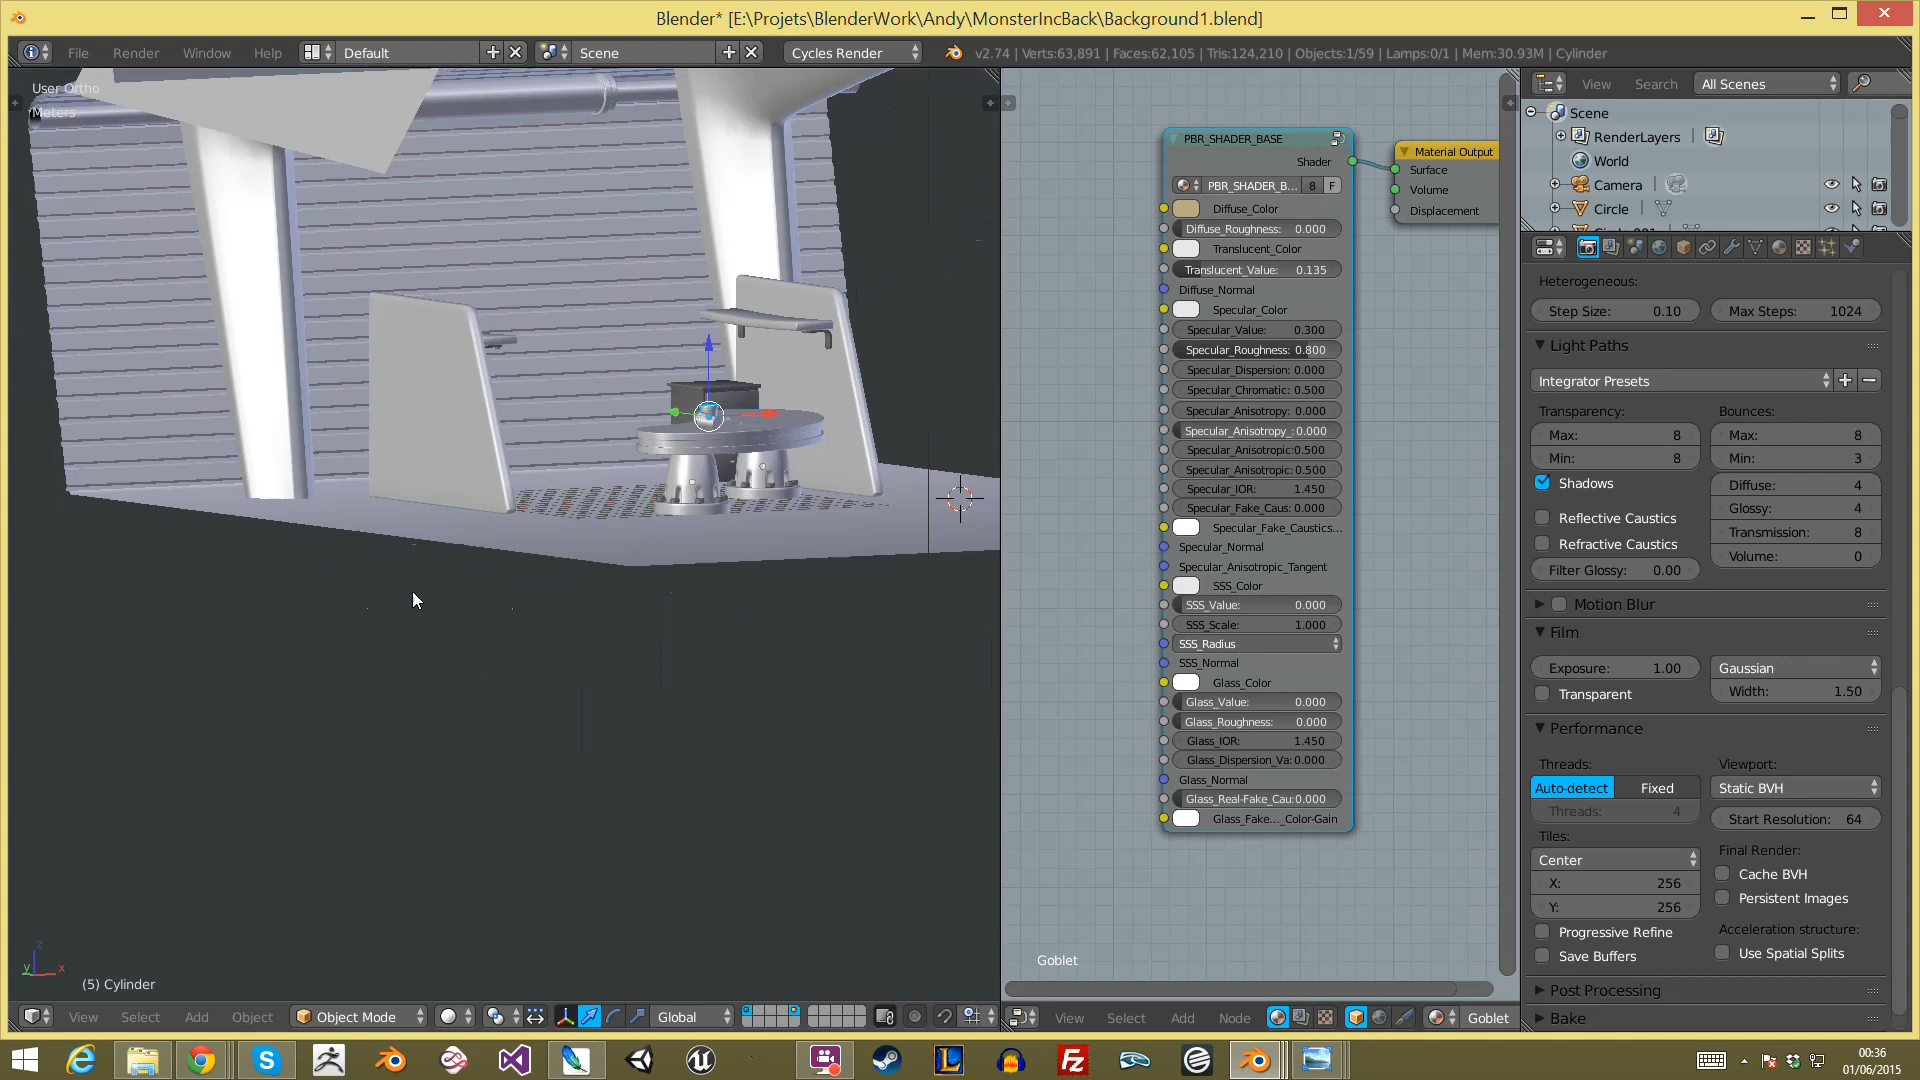 Blender* [E:\Projets\BlenderWork\Andy\MonsterIncBack\Background1.blend]
File Render Window Help Default Scene Cycles Render v2.74 | Verts:63,891 | Faces:62,105 | Tris:124,210 | Objects:1/59 | Lamps:0/1 | Mem:30.93M | Cylinder
User Ortho
Meters
(5) Cylinder
View Select Add Object Object Mode Global
PBR_SHADER_BASE
Shader
PBR_SHADER_B... 8 F
Diffuse_Color
Diffuse_Roughness: 0.000
Translucent_Color
Translucent_Value: 0.135
Diffuse_Normal
Specular_Color
Specular_Value: 0.300
Specular_Roughness: 0.800
Specular_Dispersion: 0.000
Specular_Chromatic: 0.500
Specular_Anisotropy: 0.000
Specular_Anisotropy_: 0.000
Specular_Anisotropic: 0.500
Specular_Anisotropic: 0.500
Specular_IOR: 1.450
Specular_Fake_Caus: 0.000
Specular_Fake_Caustics...
Specular_Normal
Specular_Anisotropic_Tangent
SSS_Color
SSS_Value: 0.000
SSS_Scale: 1.000
SSS_Radius
SSS_Normal
Glass_Color
Glass_Value: 0.000
Glass_Roughness: 0.000
Glass_IOR: 1.450
Glass_Dispersion_Va: 0.000
Glass_Normal
Glass_Real-Fake_Cau: 0.000
Glass_Fake..._Color-Gain
Material Output
Surface
Volume
Displacement
Goblet
View Select Add Node Goblet
View Search All Scenes
Scene
RenderLayers
World
Camera
Circle
Heterogeneous:
Step Size: 0.10 Max Steps: 1024
Light Paths
Integrator Presets
Transparency: Bounces:
Max: 8 Max: 8
Min: 8 Min: 3
Shadows Diffuse: 4
Glossy: 4
Reflective Caustics Transmission: 8
Refractive Caustics Volume: 0
Filter Glossy: 0.00
Motion Blur
Film
Exposure: 1.00 Gaussian
Transparent Width: 1.50
Performance
Threads: Viewport:
Auto-detect Fixed Static BVH
Threads: 4 Start Resolution: 64
Tiles: Final Render:
Center Cache BVH
X: 256 Persistent Images
Y: 256
Progressive Refine Acceleration structure:
Save Buffers Use Spatial Splits
Post Processing
Bake
00:36
01/06/2015